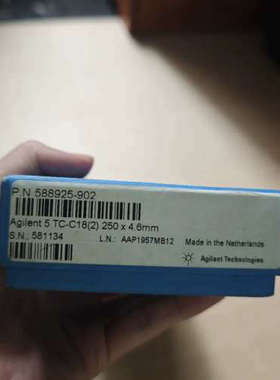 P.N. 588925-902
Agilent 5 TC-C18(2) 250 x 4.6mm
S.N.: 581134 L.N.: AAP1957MB12 Made in the Netherlands
Agilent Technologies